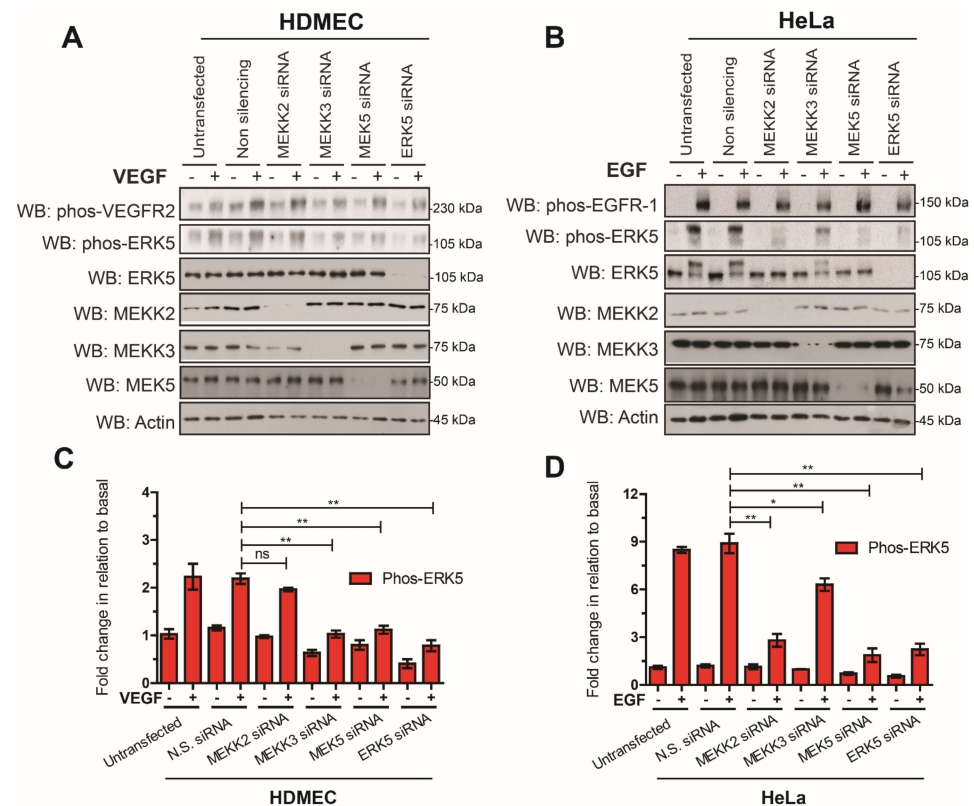 A
HDMEC
Untransfected
Non silencing
MEKK2 siRNA
MEKK3 siRNA
MEK5 siRNA
ERK5 siRNA
VEGF - + - + - + - + - + - +
WB: phos-VEGFR2 230 kDa
WB: phos-ERK5 105 kDa
WB: ERK5 105 kDa
WB: MEKK2 75 kDa
WB: MEKK3 75 kDa
WB: MEK5 50 kDa
WB: Actin 45 kDa
B
HeLa
Untransfected
Non silencing
MEKK2 siRNA
MEKK3 siRNA
MEK5 siRNA
ERK5 siRNA
EGF - + - + - + - + - + - +
WB: phos-EGFR-1 150 kDa
WB: phos-ERK5 105 kDa
WB: ERK5 105 kDa
WB: MEKK2 75 kDa
WB: MEKK3 75 kDa
WB: MEK5 50 kDa
WB: Actin 45 kDa
C
Fold change in relation to basal
4
3
2
1
0
**
**
**
ns
Phos-ERK5
VEGF - + - + - + - + - + - +
Untransfected
N.S. siRNA
MEKK2 siRNA
MEKK3 siRNA
MEK5 siRNA
ERK5 siRNA
HDMEC
D
Fold change in relation to basal
12
9
6
3
0
**
**
*
**
Phos-ERK5
EGF - + - + - + - + - + - +
Untransfected
N.S. siRNA
MEKK2 siRNA
MEKK3 siRNA
MEK5 siRNA
ERK5 siRNA
HeLa